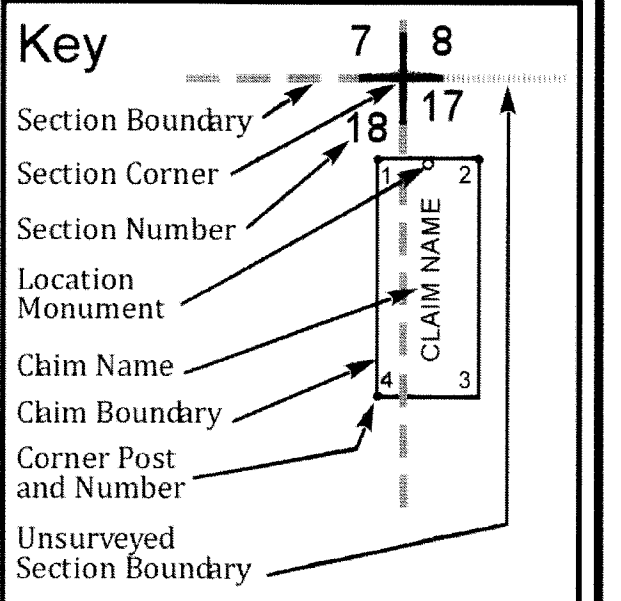 Key
7 8
18 17
Section Boundary
Section Corner
Section Number
Location
Monument
Claim Name
Claim Boundary
Corner Post
and Number
Unsurveyed
Section Boundary
1 2
CLAIM NAME
4 3